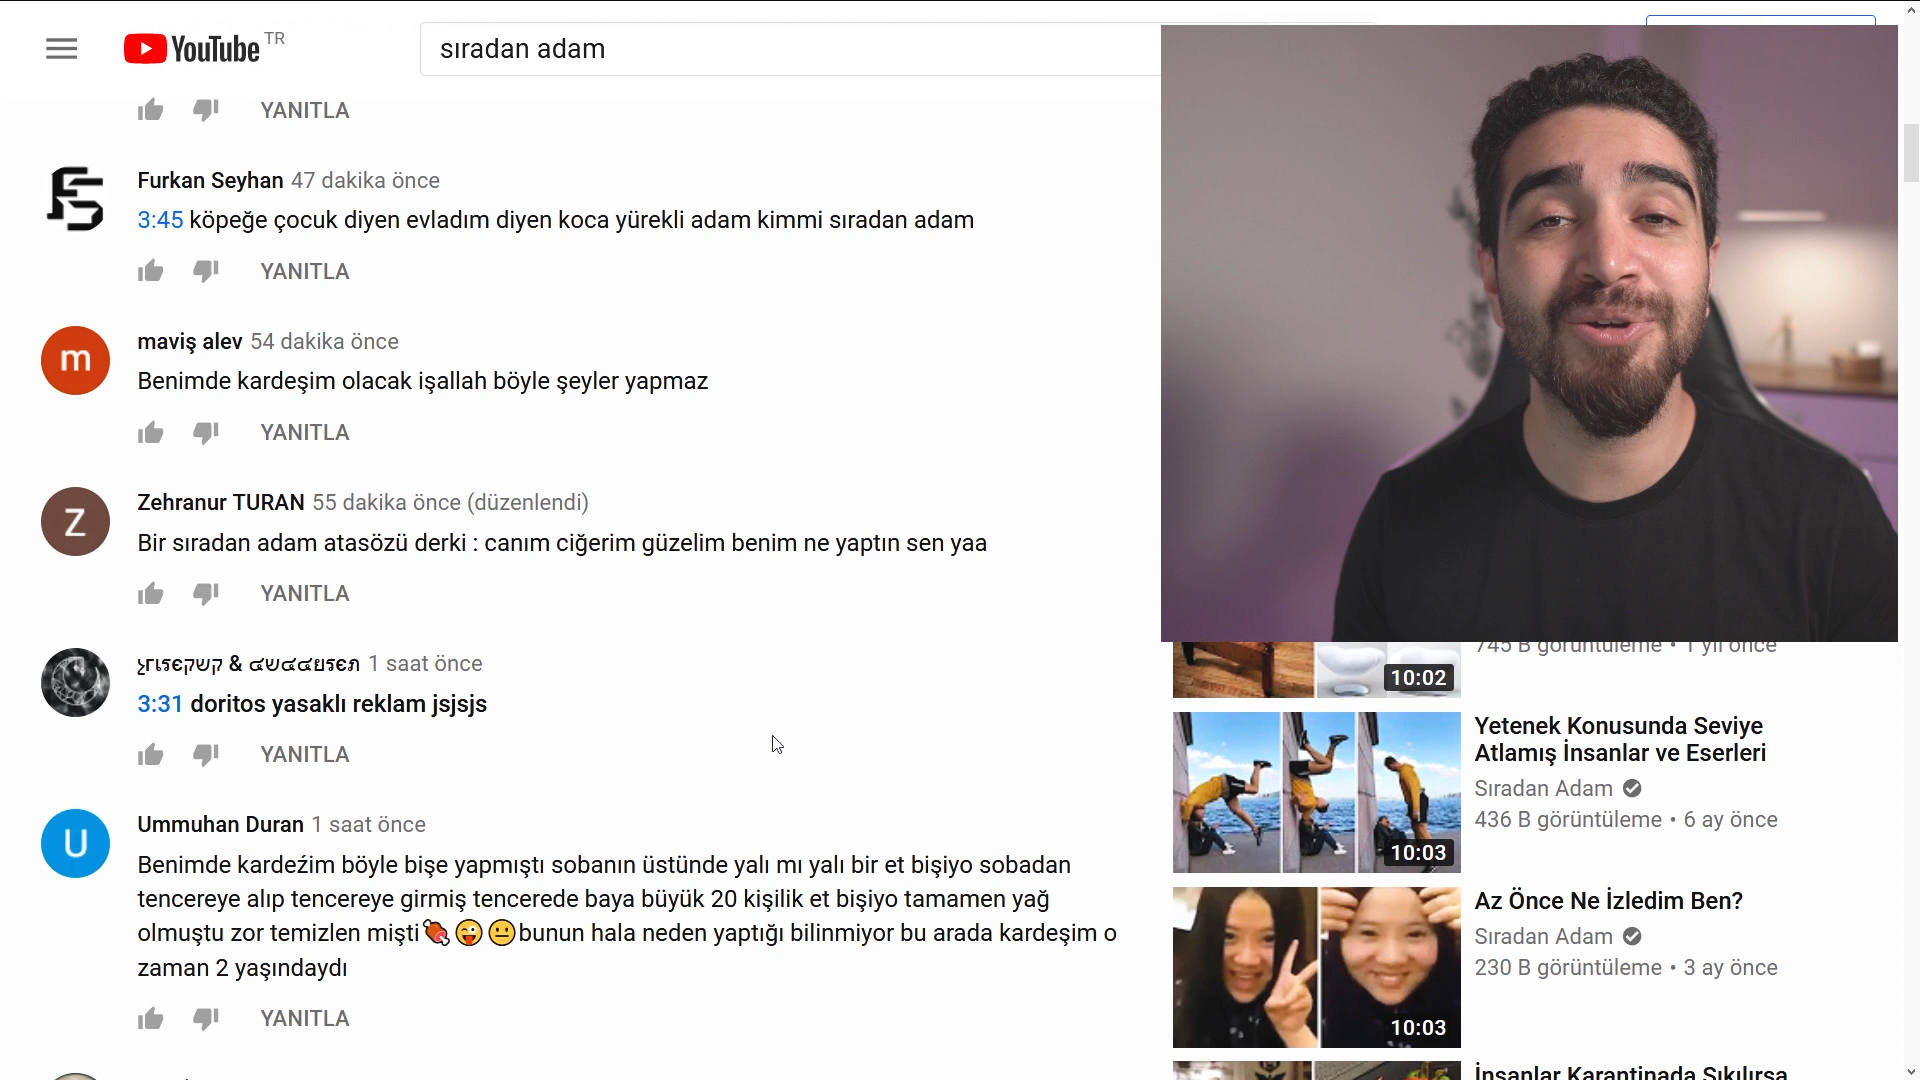 YouTube TR
sıradan adam
YANITLA
Furkan Seyhan 47 dakika önce
3:45 köpeğe çocuk diyen evladım diyen koca yürekli adam kimmi sıradan adam
YANITLA
m
maviş alev 54 dakika önce
Benimde kardeşim olacak işallah böyle şeyler yapmaz
YANITLA
Z
Zehranur TURAN 55 dakika önce (düzenlendi)
Bir sıradan adam atasözü derki : canım ciğerim güzelim benim ne yaptın sen yaa
YANITLA
1 saat önce
3:31 doritos yasaklı reklam jsjsjs
YANITLA
U
Ummuhan Duran 1 saat önce
Benimde kardeźim böyle bişe yapmıştı sobanın üstünde yalı mı yalı bir et bişiyo sobadan
tencereye alıp tencereye girmiş tencerede baya büyük 20 kişilik et bişiyo tamamen yağ
olmuştu zor temizlen mişti🍖😜😐bunun hala neden yaptığı bilinmiyor bu arada kardeşim o
zaman 2 yaşındaydı
YANITLA
745 B görüntüleme • 1 yıl önce
10:02
Yetenek Konusunda Seviye
Atlamış İnsanlar ve Eserleri
Sıradan Adam
436 B görüntüleme • 6 ay önce
10:03
Az Önce Ne İzledim Ben?
Sıradan Adam
230 B görüntüleme • 3 ay önce
10:03
İnsanlar Karantinada Sıkılırsa